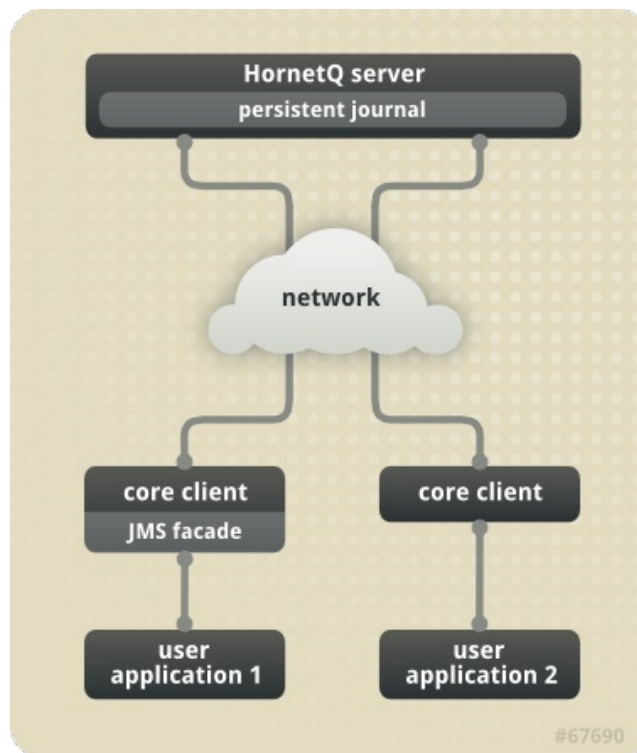 HornetQ server
persistent journal
network
core client
JMS facade
core client
user
application 1
user
application 2
#67690